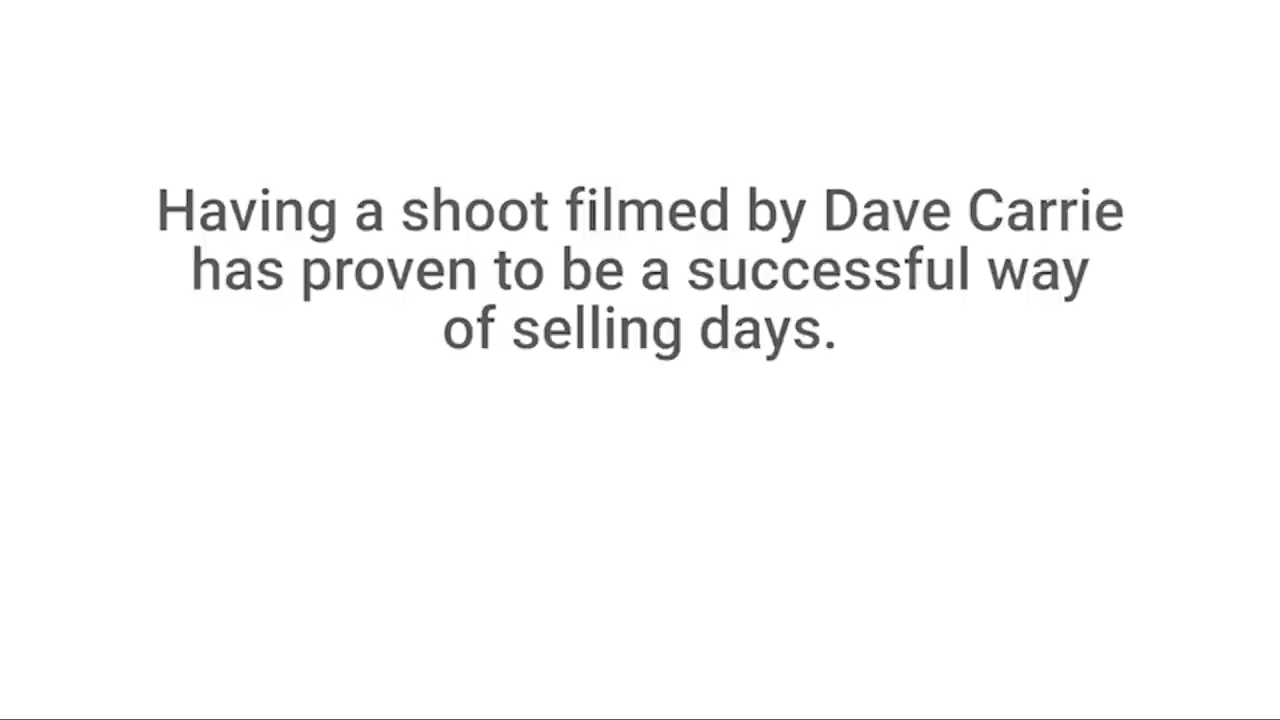 Having a shoot filmed by Dave Carrie
has proven to be a successful way
of selling days.